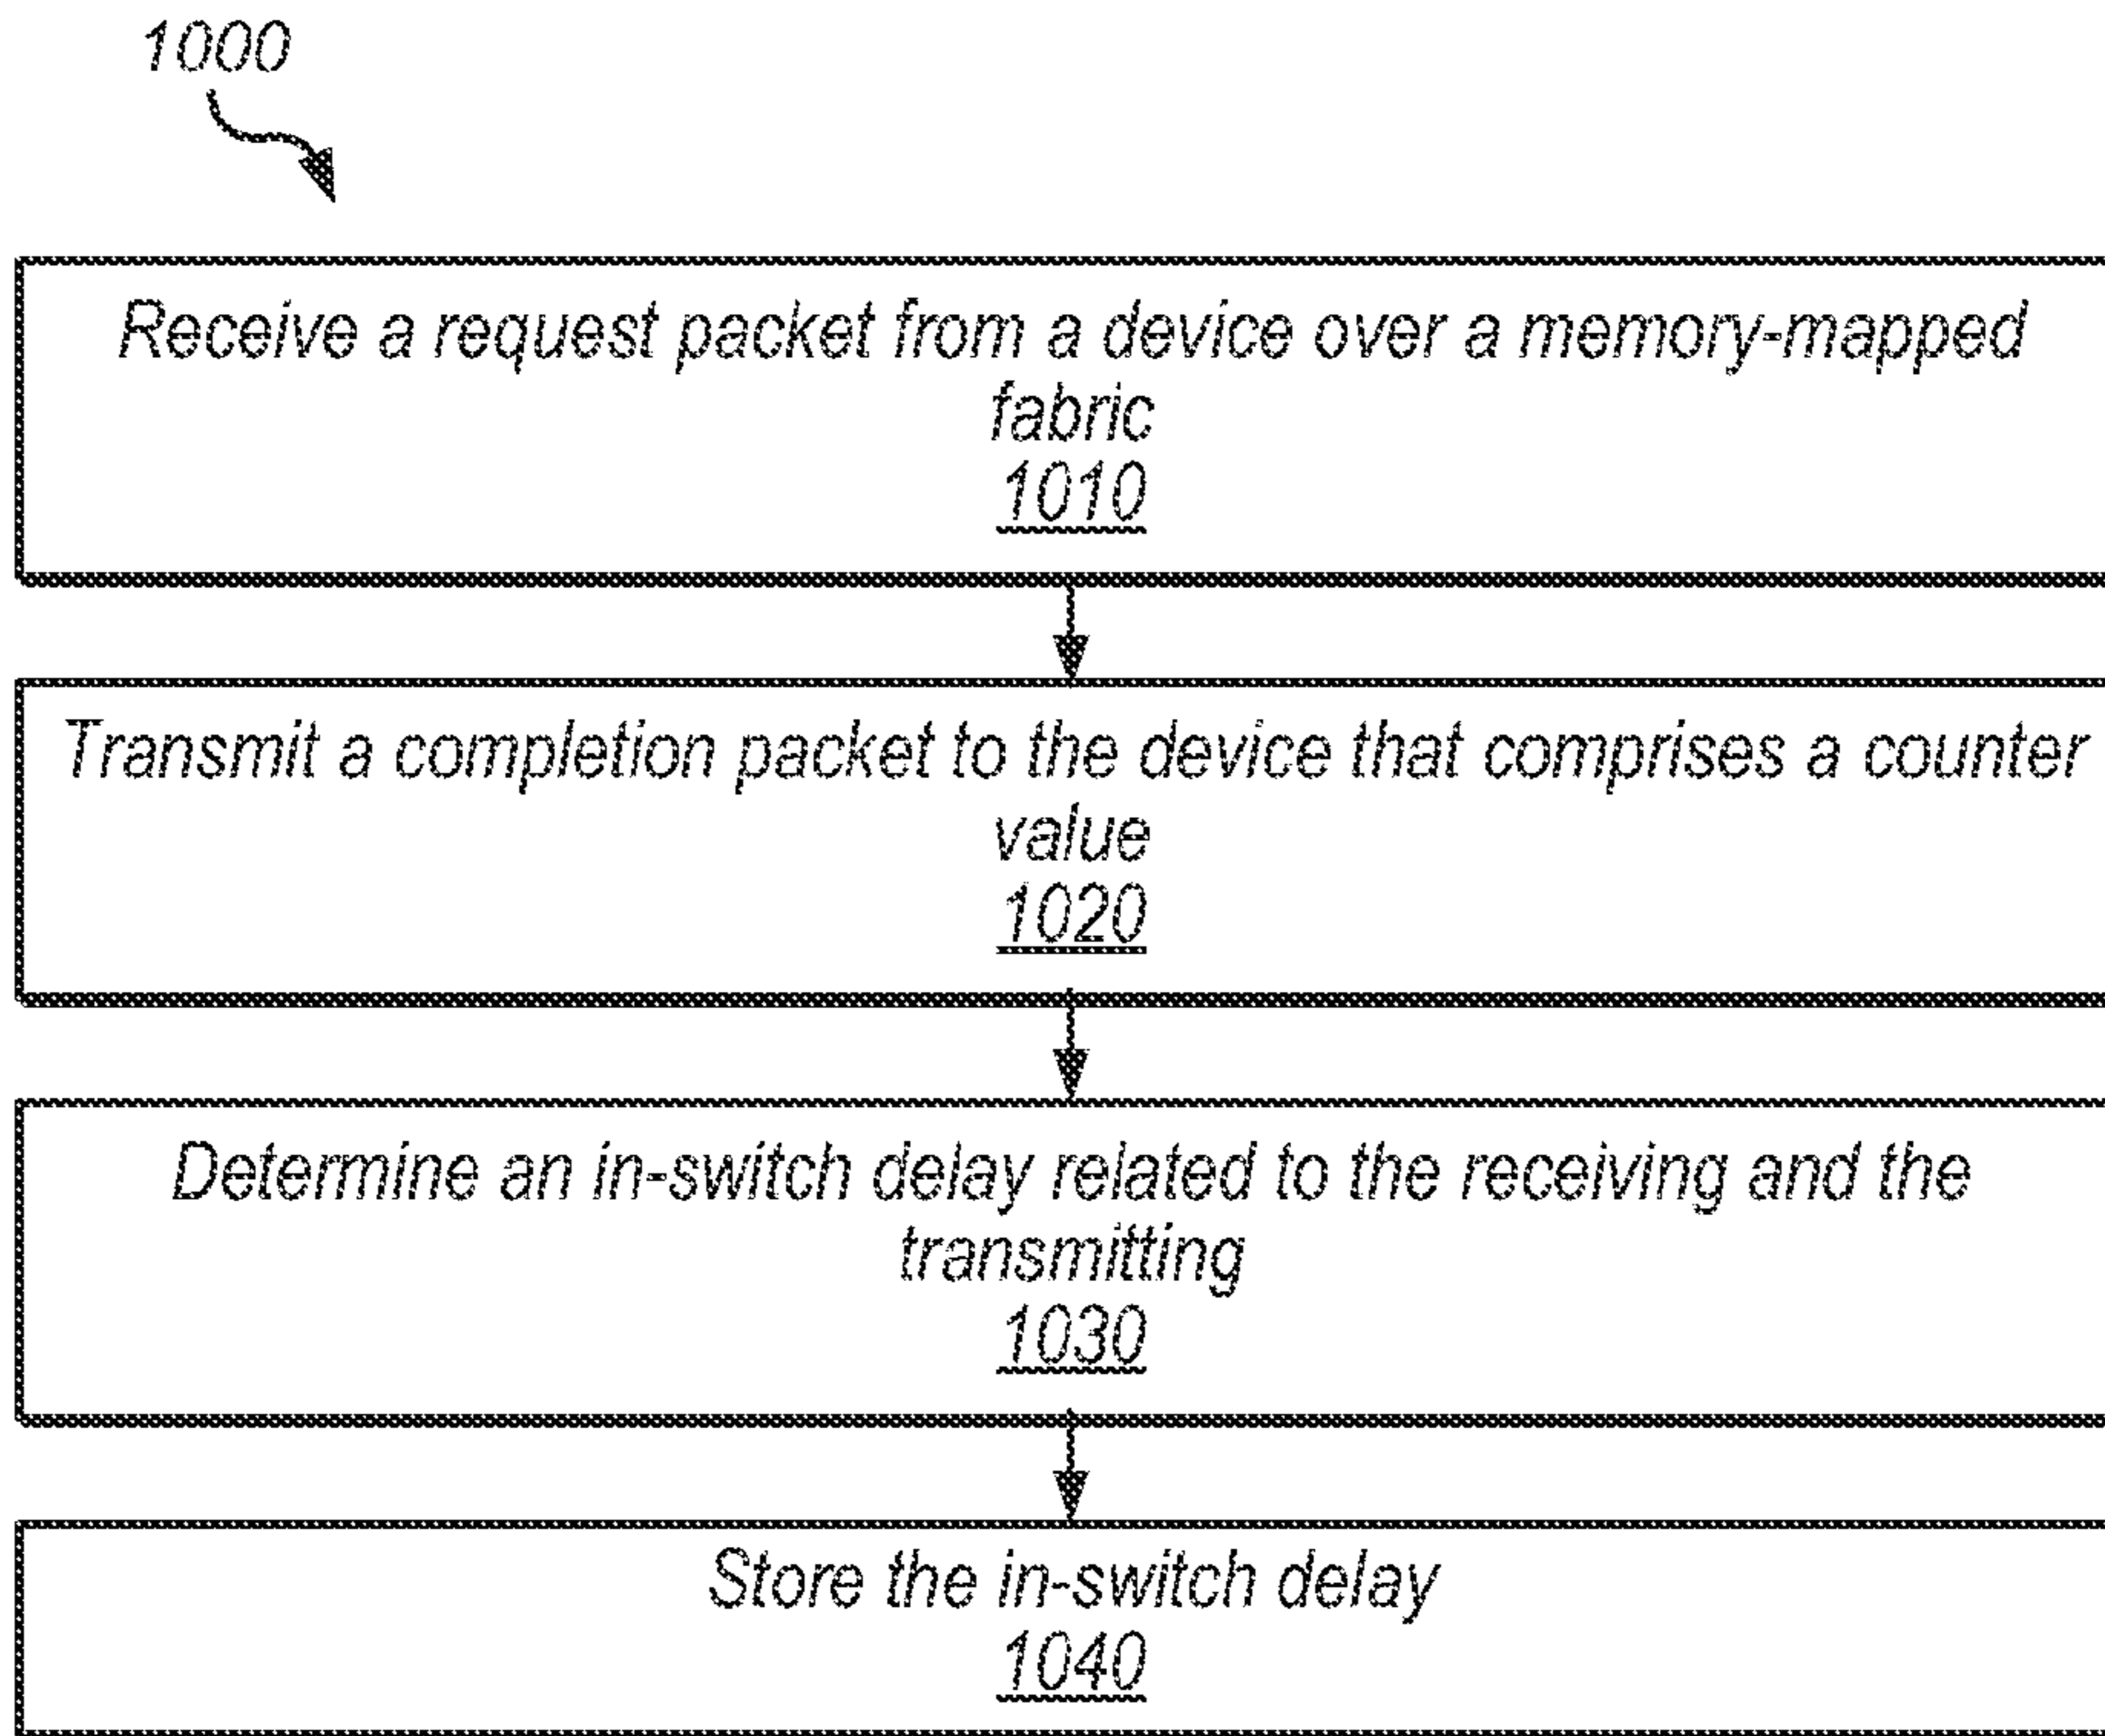 1000
Receive a request packet from a device over a memory-mapped
fabric
1010
Transmit a completion packet to the device that comprises a counter
value
1020
Determine an in-switch delay related to the receiving and the
transmitting
1030
Store the in-switch delay
1040